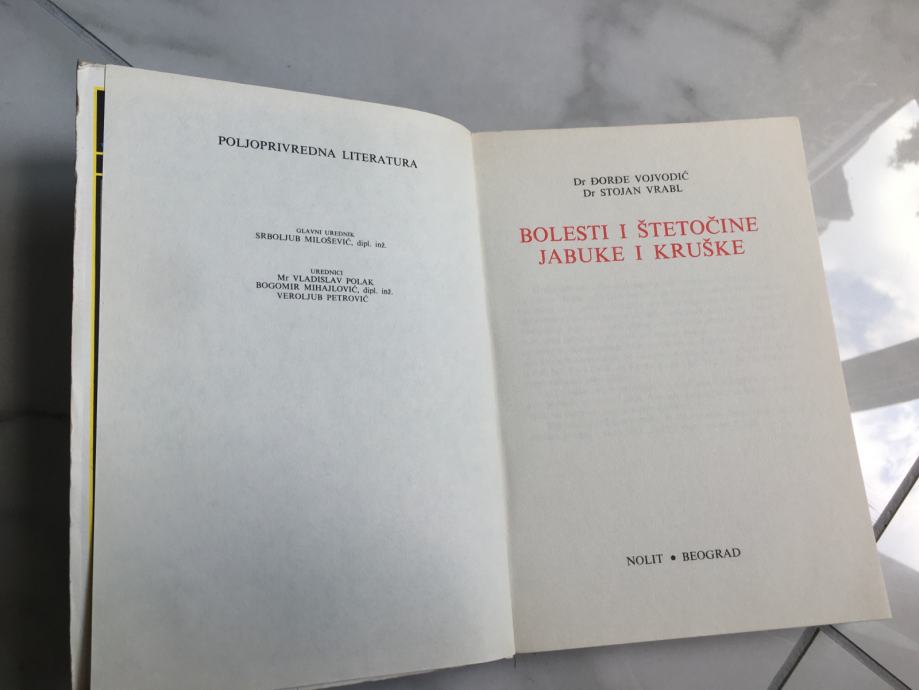 POLJOPRIVREDNA LITERATURA
GLAVNI UREDNIK
SRBOLJUB MILOŠEVIĆ, dipl. inž.
UREDNICI
Mr VLADISLAV POLAK
BOGOMIR MIHAJLOVIĆ, dipl. inž.
VEROLJUB PETROVIĆ
Dr ĐORĐE VOJVODIĆ
Dr STOJAN VRABL
BOLESTI I ŠTETOČINE
JABUKE I KRUŠKE
NOLIT • BEOGRAD